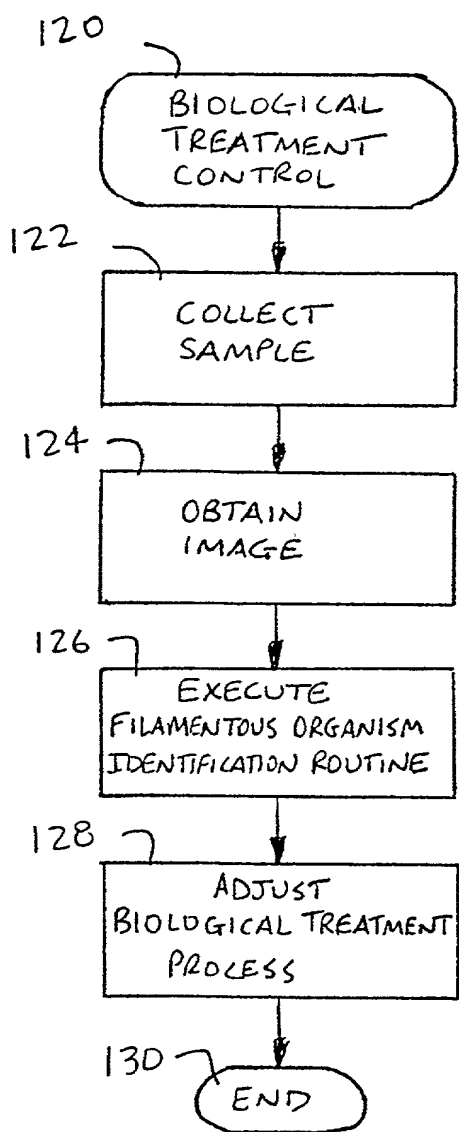 120
BIOLOGICAL
TREATMENT
CONTROL
122
COLLECT
SAMPLE
124
OBTAIN
IMAGE
126
EXECUTE
FILAMENTOUS ORGANISM
IDENTIFICATION ROUTINE
128
ADJUST
BIOLOGICAL TREATMENT
PROCESS
130
END